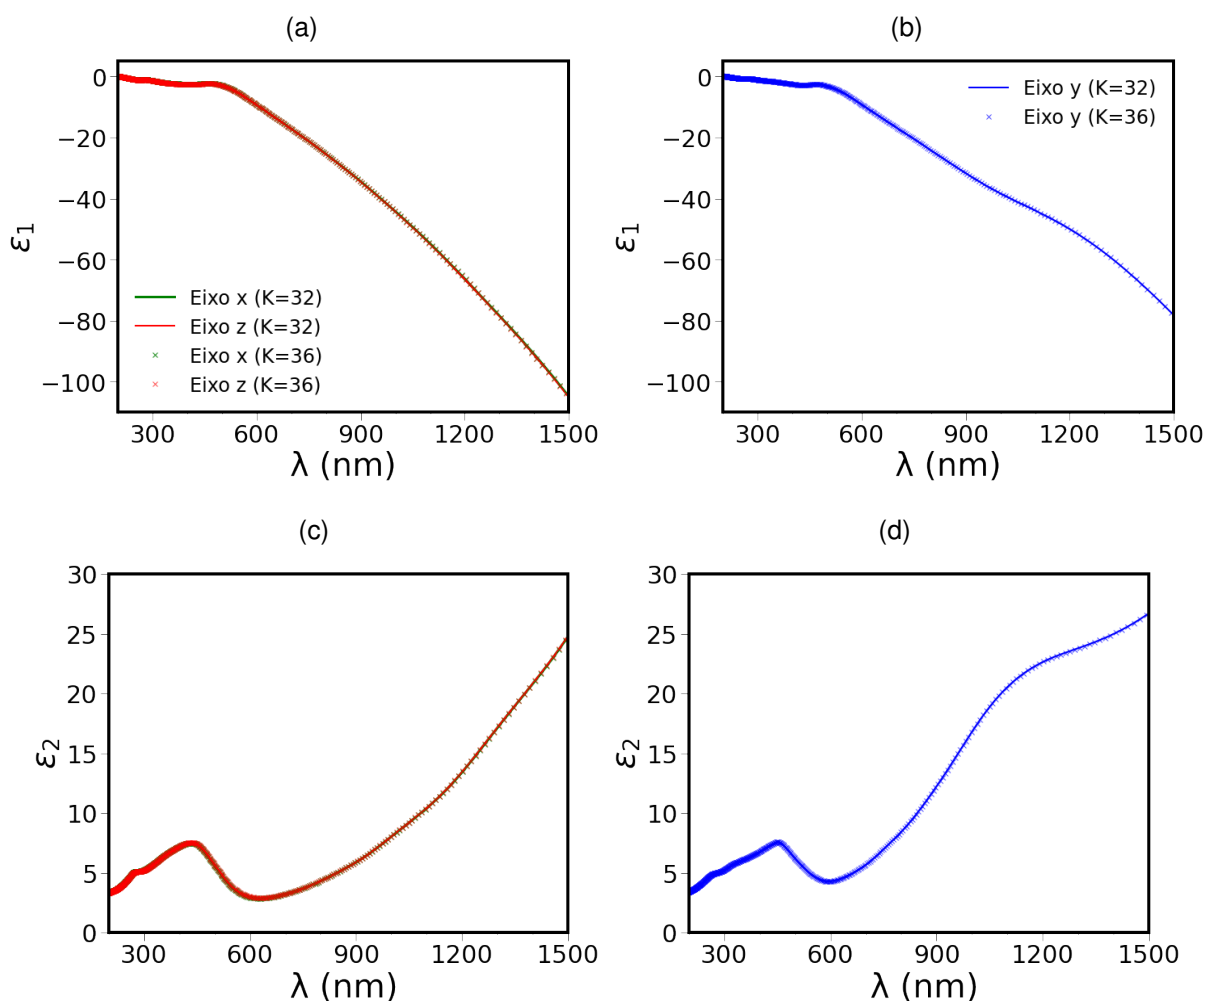 (a)
0
−20
−40
−60
−80
−100
ε1
Eixo x (K=32)
Eixo z (K=32)
Eixo x (K=36)
Eixo z (K=36)
300 600 900 1200 1500
λ (nm)
(b)
0
−20
−40
−60
−80
−100
ε1
Eixo y (K=32)
Eixo y (K=36)
300 600 900 1200 1500
λ (nm)
(c)
30
25
20
15
10
5
0
ε2
300 600 900 1200 1500
λ (nm)
(d)
30
25
20
15
10
5
0
ε2
300 600 900 1200 1500
λ (nm)